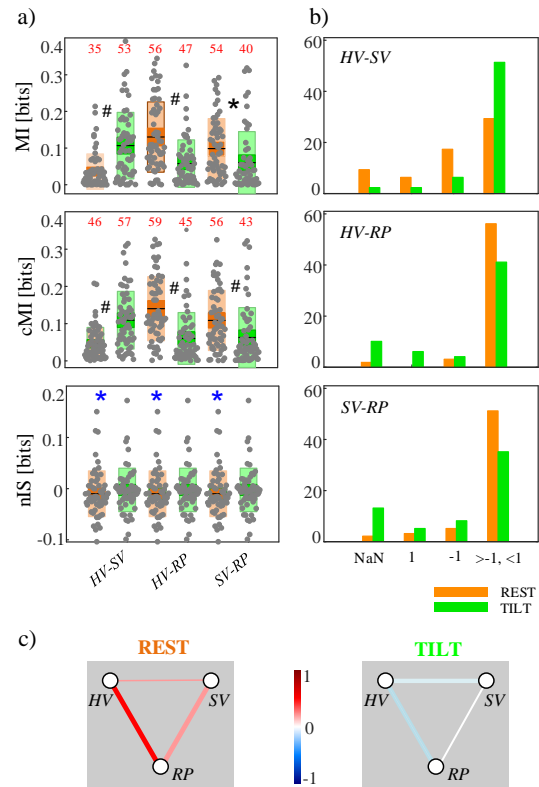 a)
b)
MI [bits]
0.4
0.3
0.2
0.1
0
35 53 56 47 54 40
# # *
cMI [bits]
0.4
0.3
0.2
0.1
0
46 57 59 45 56 43
# # #
nIS [bits]
0.2
0.1
-0
-0.1
* * *
HV-SV HV-RP SV-RP
60
40
20
0
HV-SV
60
40
20
0
HV-RP
60
40
20
0
SV-RP
NaN 1 -1 >-1, <1
REST
TILT
c)
REST
HV SV
RP
1
0
-1
TILT
HV SV
RP